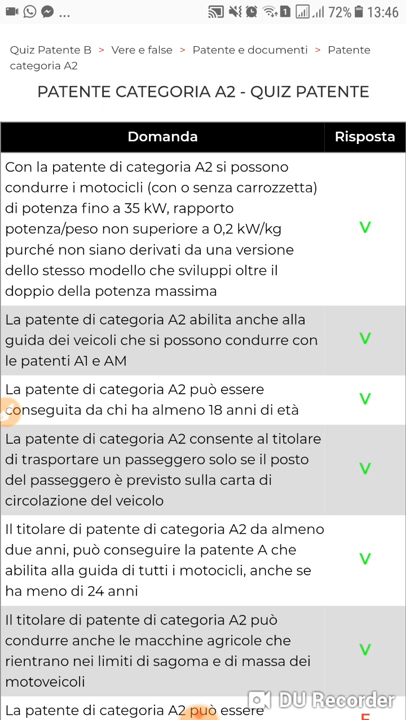 ... 72% 13:46
Quiz Patente B > Vere e false > Patente e documenti > Patente
categoria A2
PATENTE CATEGORIA A2 - QUIZ PATENTE
Domanda Risposta
Con la patente di categoria A2 si possono
condurre i motocicli (con o senza carrozzetta)
di potenza fino a 35 kW, rapporto
potenza/peso non superiore a 0,2 kW/kg
purché non siano derivati da una versione
dello stesso modello che sviluppi oltre il
doppio della potenza massima
V
La patente di categoria A2 abilita anche alla
guida dei veicoli che si possono condurre con
le patenti A1 e AM
V
La patente di categoria A2 può essere
conseguita da chi ha almeno 18 anni di età
V
La patente di categoria A2 consente al titolare
di trasportare un passeggero solo se il posto
del passeggero è previsto sulla carta di
circolazione del veicolo
V
Il titolare di patente di categoria A2 da almeno
due anni, può conseguire la patente A che
abilita alla guida di tutti i motocicli, anche se
ha meno di 24 anni
V
Il titolare di patente di categoria A2 può
condurre anche le macchine agricole che
rientrano nei limiti di sagoma e di massa dei
motoveicoli
V
La patente di categoria A2 può essere
F
DU Recorder